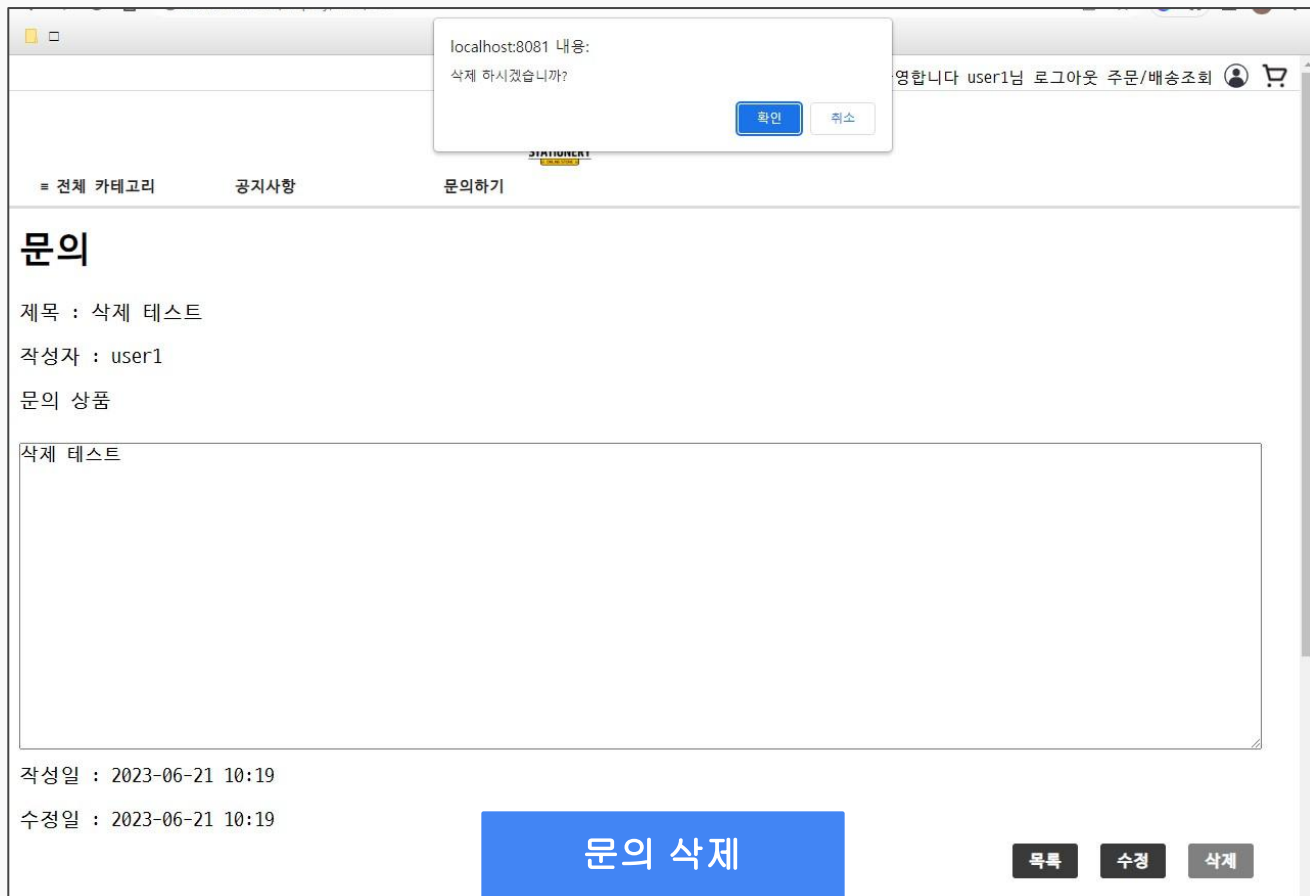 localhost:8081 내용:
삭제 하시겠습니까?
확인 취소
영합니다 user1님 로그아웃 주문/배송조회
STATIONERY
≡ 전체 카테고리 공지사항 문의하기
문의
제목 : 삭제 테스트
작성자 : user1
문의 상품
삭제 테스트
작성일 : 2023-06-21 10:19
수정일 : 2023-06-21 10:19
문의 삭제
목록 수정 삭제